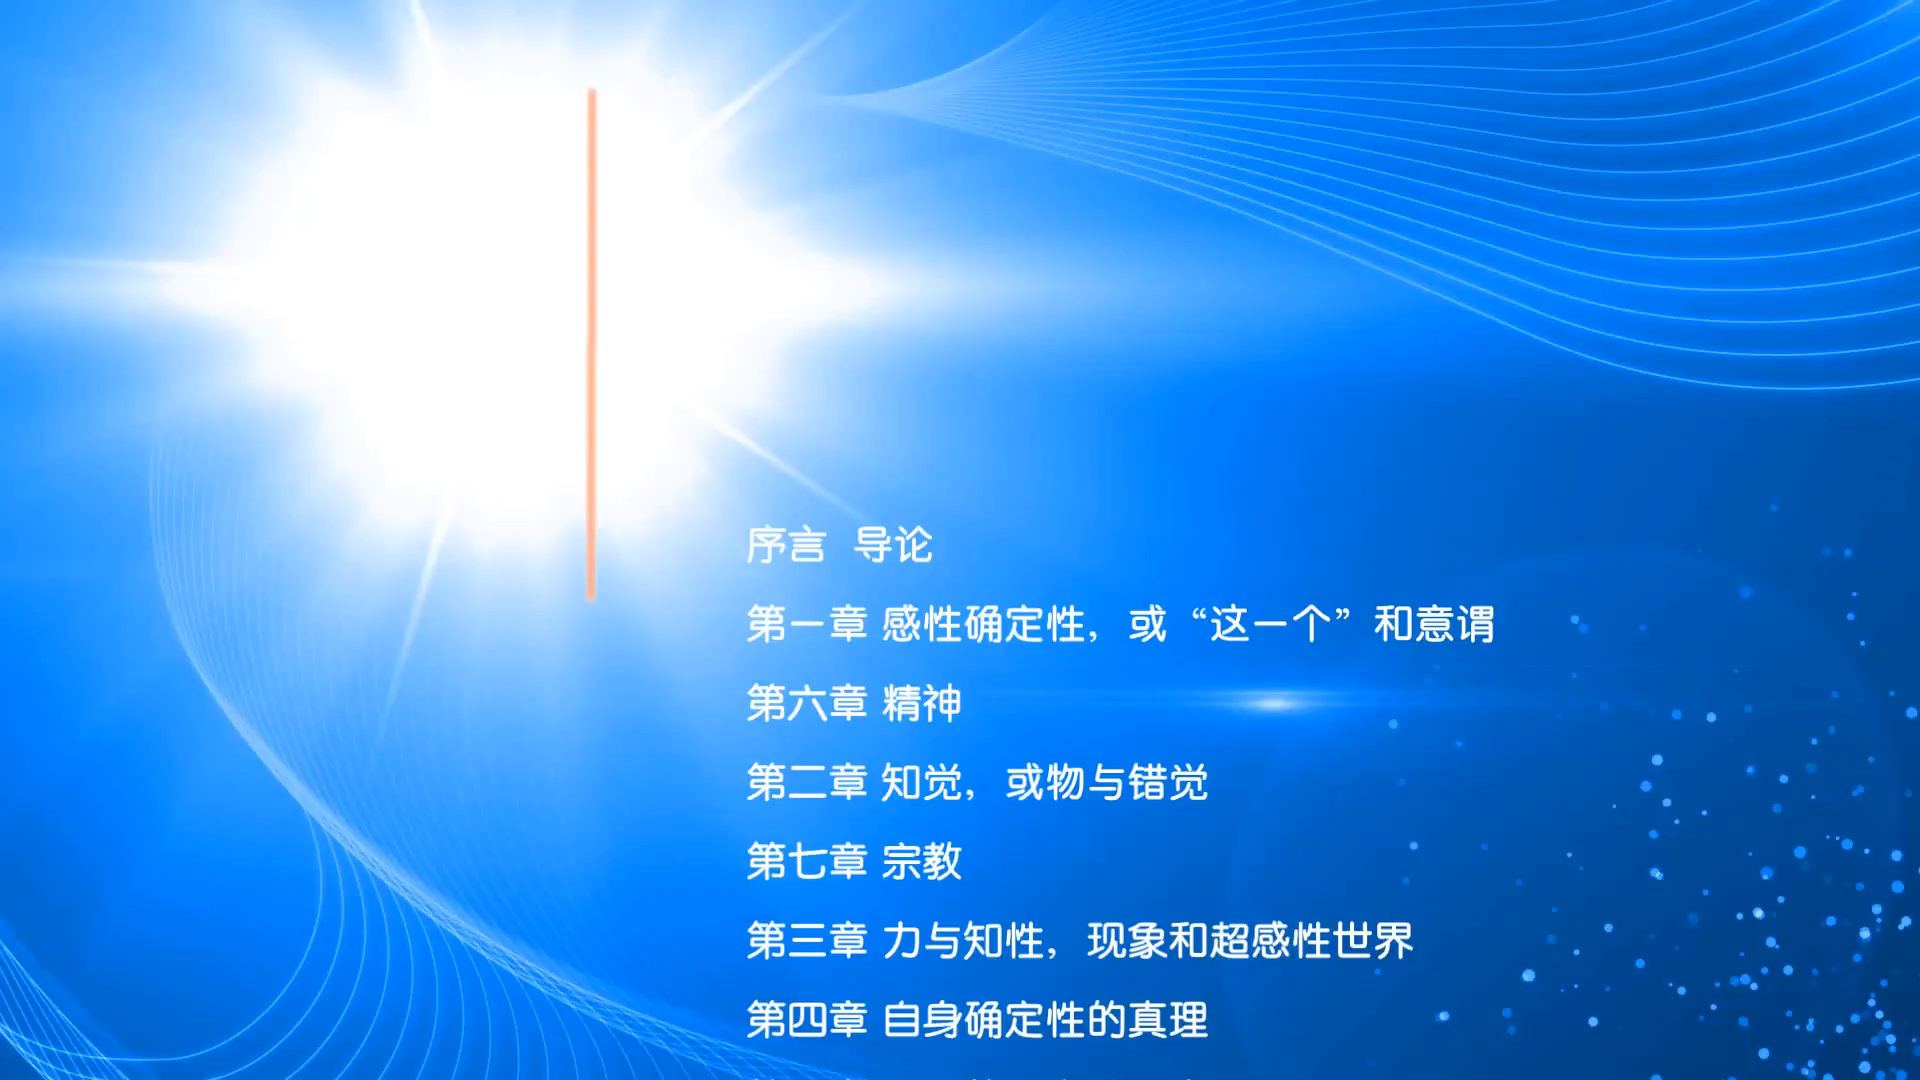 序言 导论
第一章 感性确定性，或“这一个”和意谓
第六章 精神
第二章 知觉，或物与错觉
第七章 宗教
第三章 力与知性，现象和超感性世界
第四章 自身确定性的真理